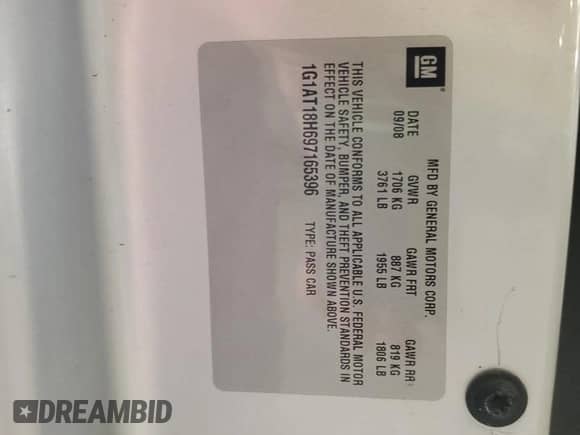 GM
MFD BY GENERAL MOTORS CORP.
DATE GVWR GAWR FRT GAWR RR
09/08 1706 KG 887 KG 819 KG
3761 LB 1955 LB 1806 LB
THIS VEHICLE CONFORMS TO ALL APPLICABLE U.S. FEDERAL MOTOR
VEHICLE SAFETY, BUMPER, AND THEFT PREVENTION STANDARDS IN
EFFECT ON THE DATE OF MANUFACTURE SHOWN ABOVE.
1G1AT18H697165396 TYPE: PASS CAR
DREAMBID